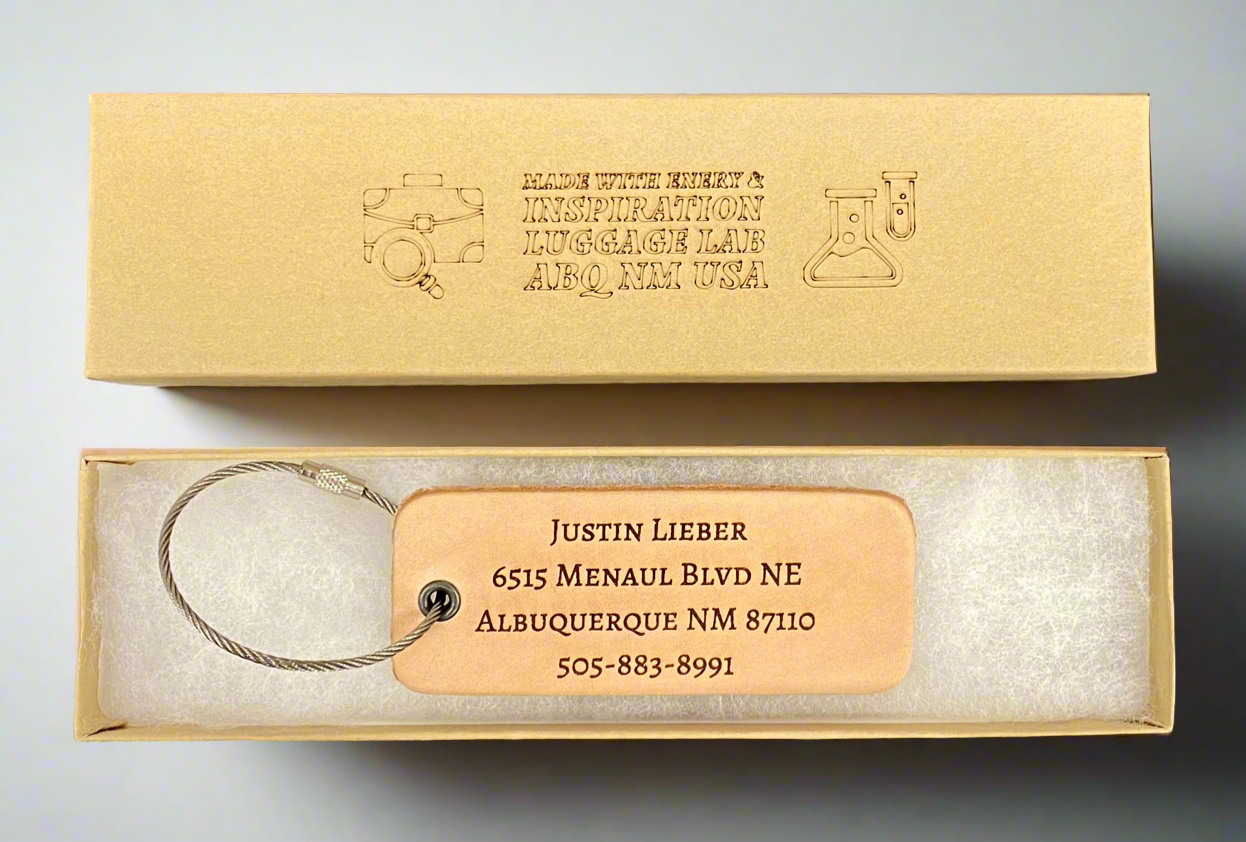 MADE WITH ENERY &
INSPIRATION
LUGGAGE LAB
ABQ NM USA
Justin Lieber
6515 Menaul Blvd NE
Albuquerque NM 87110
505-883-8991